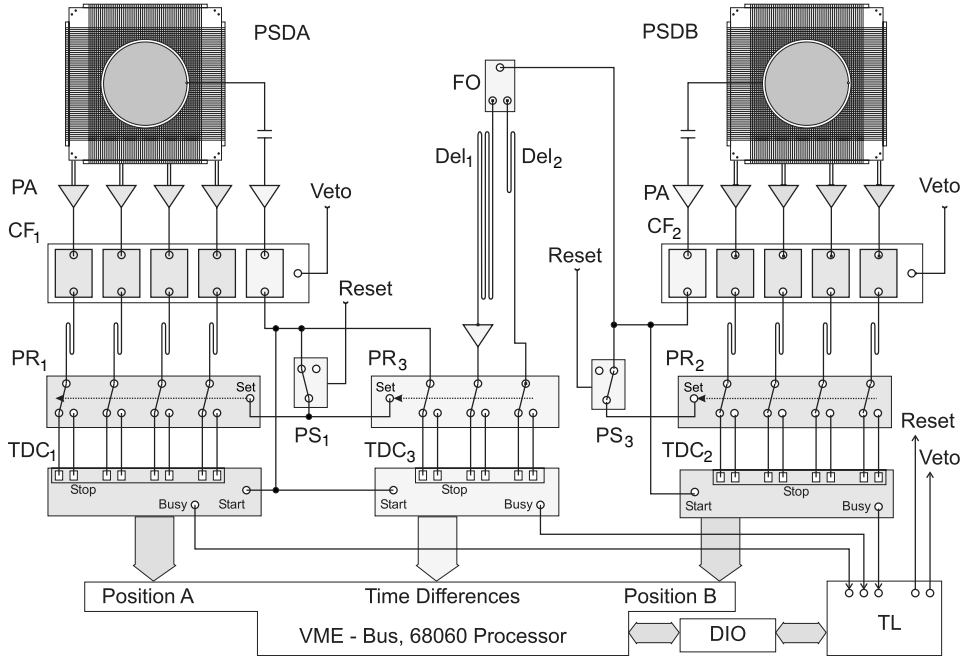 PSDA
PSDB
FO
Del1
Del2
PA
Veto
PA
Veto
CF1
CF2
Reset
Reset
PR1
Set
PR3
Set
PR2
Set
PS1
PS3
Reset
Veto
TDC1
TDC3
TDC2
Stop
Stop
Stop
Busy
Start
Start
Busy
Start
Busy
Position A
Time Differences
Position B
VME - Bus, 68060 Processor
DIO
TL